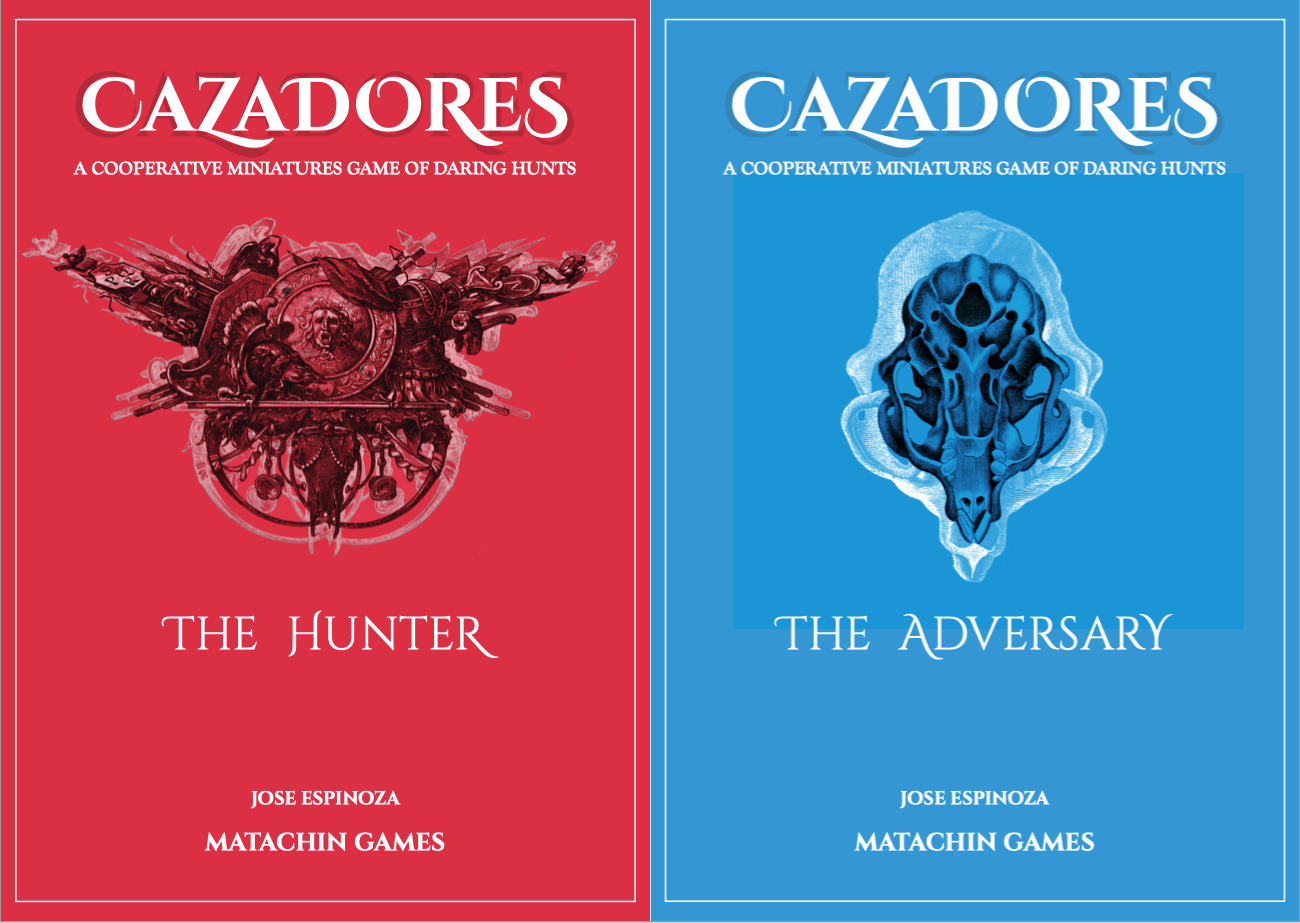 CAZADORES
A COOPERATIVE MINIATURES GAME OF DARING HUNTS
THE HUNTER
JOSE ESPINOZA
MATACHIN GAMES
CAZADORES
A COOPERATIVE MINIATURES GAME OF DARING HUNTS
THE ADVERSARY
JOSE ESPINOZA
MATACHIN GAMES